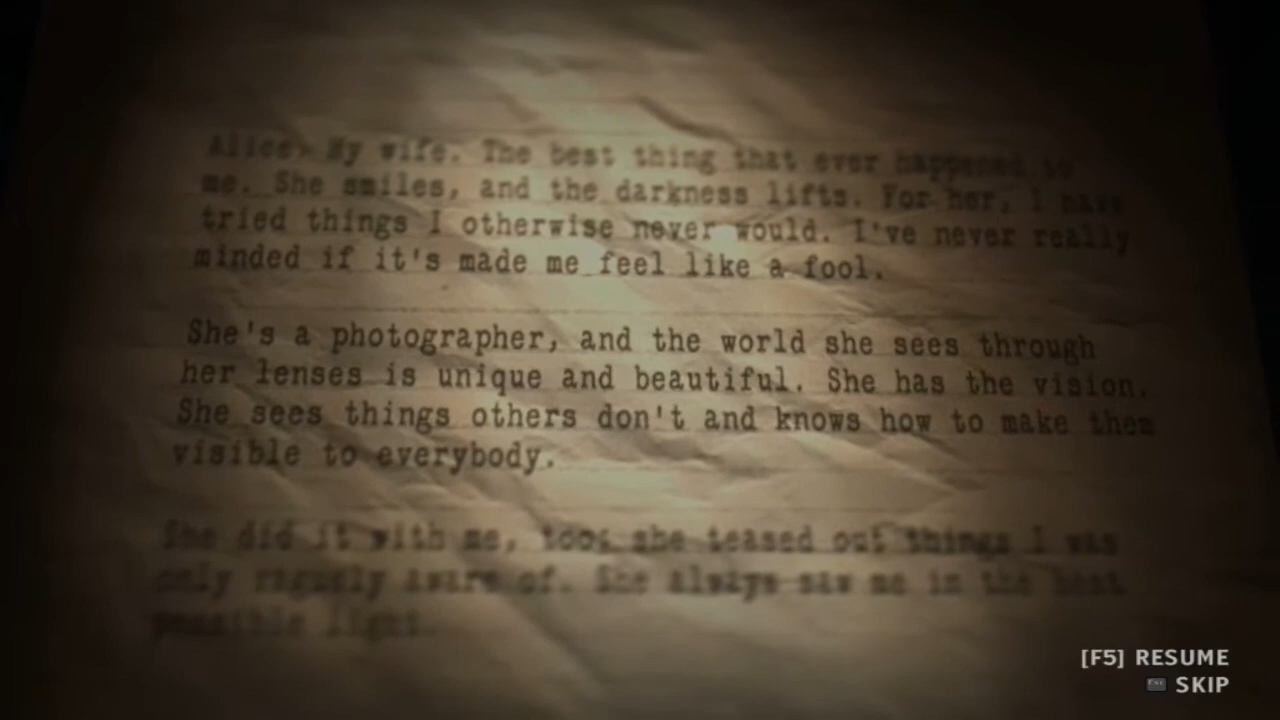 Alice. My wife. The best thing that ever happened to
me. She smiles, and the darkness lifts. For her, I have
tried things I otherwise never would. I've never really
minded if it's made me feel like a fool.
She's a photographer, and the world she sees through
her lenses is unique and beautiful. She has the vision.
She sees things others don't and knows how to make them
visible to everybody.
She did it with me, too; she teased out things I was
only vaguely aware of. She always saw me in the best
possible light.
[F5] RESUME
SKIP